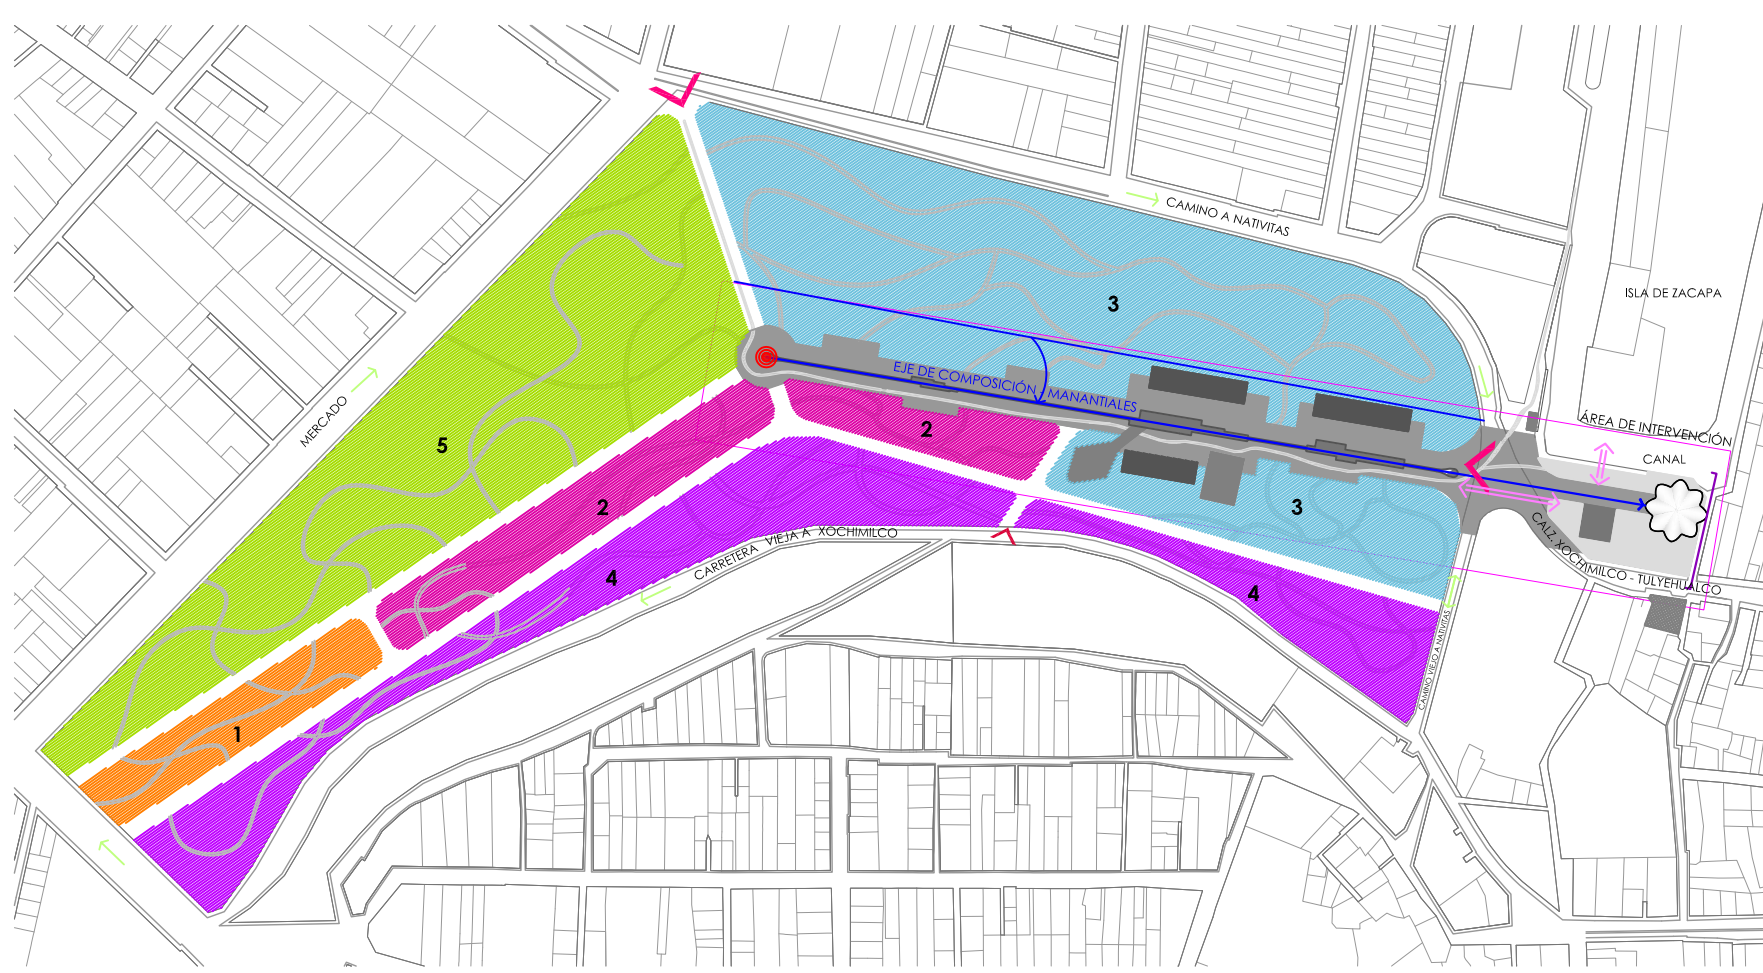 CAMINO A NATIVITAS
ISLA DE ZACAPA
3
EJE DE COMPOSICIÓN
MANANTIALES
MERCADO
5
2
ÁREA DE INTERVENCIÓN
CANAL
2
3
CALZ. XOCHIMILCO - TULYEHUALCO
CARRETERA VIEJA A XOCHIMILCO
4
4
CAMINO VIEJO A NATIVITAS
1